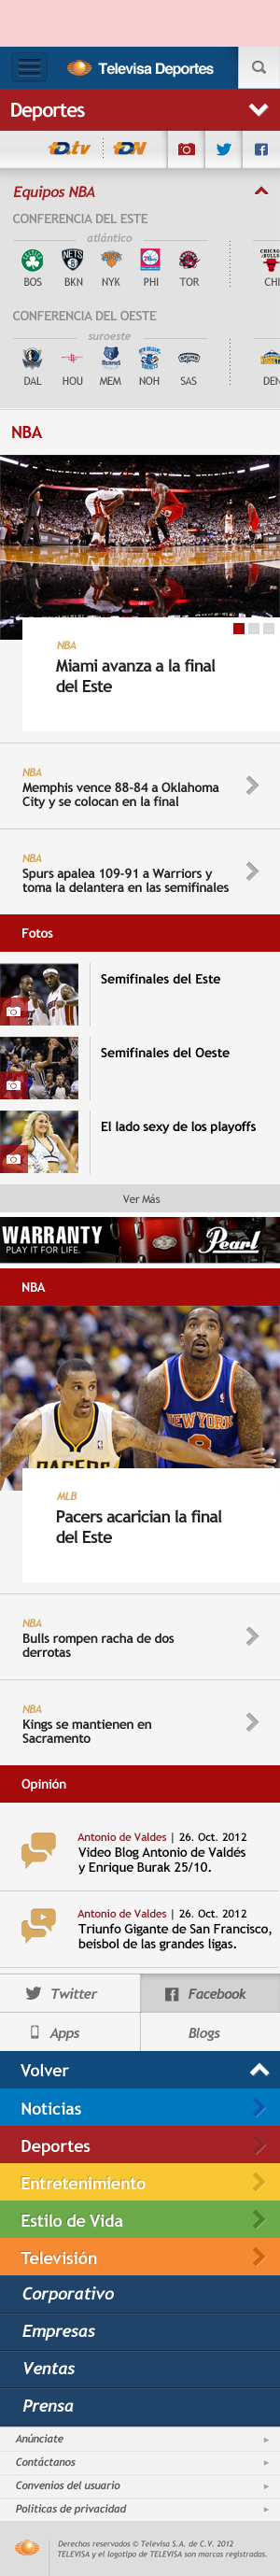 Televisa Deportes
Deportes
TD.tv TDN
Equipos NBA
CONFERENCIA DEL ESTE
atlántico
BOS BKN NYK PHI TOR CHI
CONFERENCIA DEL OESTE
suroeste
DAL HOU MEM NOH SAS DEN
NBA
NBA
Miami avanza a la final
del Este
NBA
Memphis vence 88-84 a Oklahoma
City y se colocan en la final
NBA
Spurs apalea 109-91 a Warriors y
toma la delantera en las semifinales
Fotos
Semifinales del Este
Semifinales del Oeste
El lado sexy de los playoffs
Ver Más
WARRANTY
PLAY IT FOR LIFE.
Pearl
NBA
PACERS
NEW YORK
MLB
Pacers acarician la final
del Este
NBA
Bulls rompen racha de dos
derrotas
NBA
Kings se mantienen en
Sacramento
Opinión
Antonio de Valdes | 26. Oct. 2012
Video Blog Antonio de Valdés
y Enrique Burak 25/10.
Antonio de Valdes | 26. Oct. 2012
Triunfo Gigante de San Francisco,
beisbol de las grandes ligas.
Twitter Facebook
Apps Blogs
Volver
Noticias
Deportes
Entretenimiento
Estilo de Vida
Televisión
Corporativo
Empresas
Ventas
Prensa
Anúnciate
Contáctanos
Convenios del usuario
Políticas de privacidad
Derechos reservados © Televisa S.A. de C.V. 2012
TELEVISA y el logotipo de TELEVISA son marcas registradas.